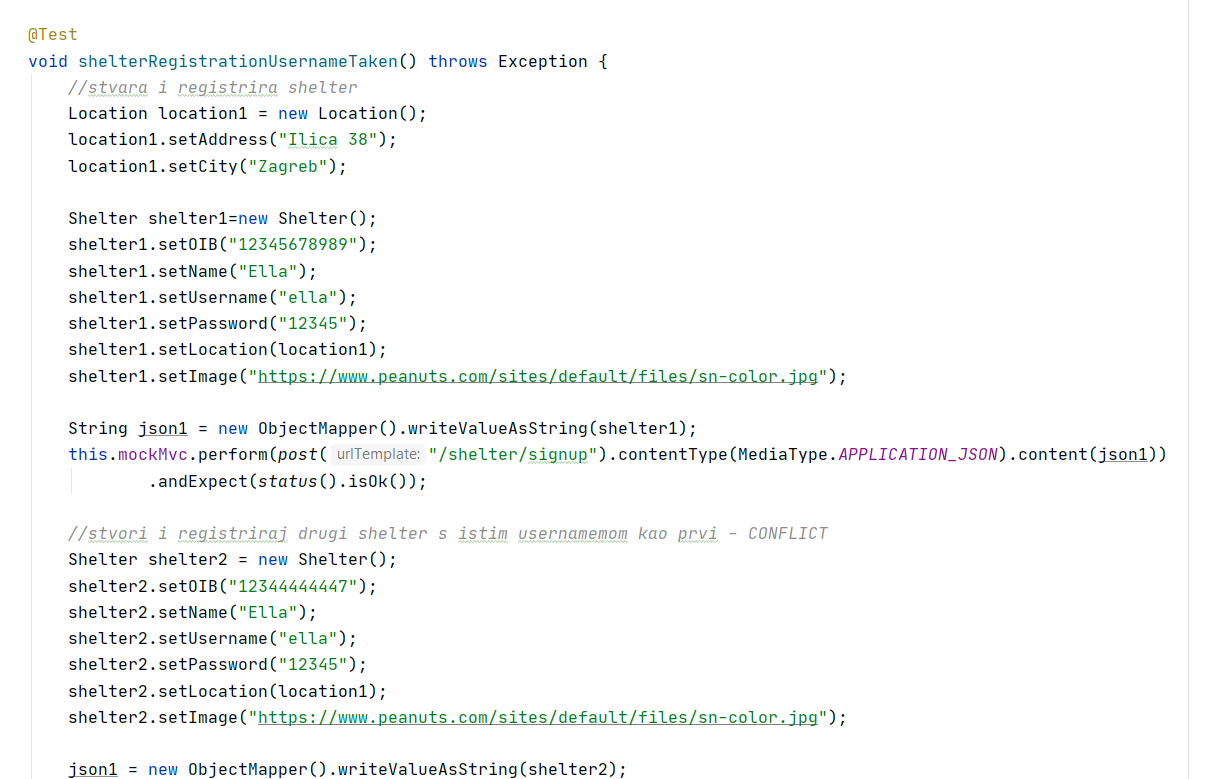 @Test
void shelterRegistrationUsernameTaken() throws Exception {
//stvara i registrira shelter
Location location1 = new Location();
location1.setAddress("Ilica 38");
location1.setCity("Zagreb");
Shelter shelter1=new Shelter();
shelter1.setOIB("12345678989");
shelter1.setName("Ella");
shelter1.setUsername("ella");
shelter1.setPassword("12345");
shelter1.setLocation(location1);
shelter1.setImage("https://www.peanuts.com/sites/default/files/sn-color.jpg");
String json1 = new ObjectMapper().writeValueAsString(shelter1);
this.mockMvc.perform(post( urlTemplate: "/shelter/signup").contentType(MediaType.APPLICATION_JSON).content(json1))
.andExpect(status().isOk());
//stvori i registriraj drugi shelter s istim usernamemom kao prvi - CONFLICT
Shelter shelter2 = new Shelter();
shelter2.setOIB("12344444447");
shelter2.setName("Ella");
shelter2.setUsername("ella");
shelter2.setPassword("12345");
shelter2.setLocation(location1);
shelter2.setImage("https://www.peanuts.com/sites/default/files/sn-color.jpg");
json1 = new ObjectMapper().writeValueAsString(shelter2);